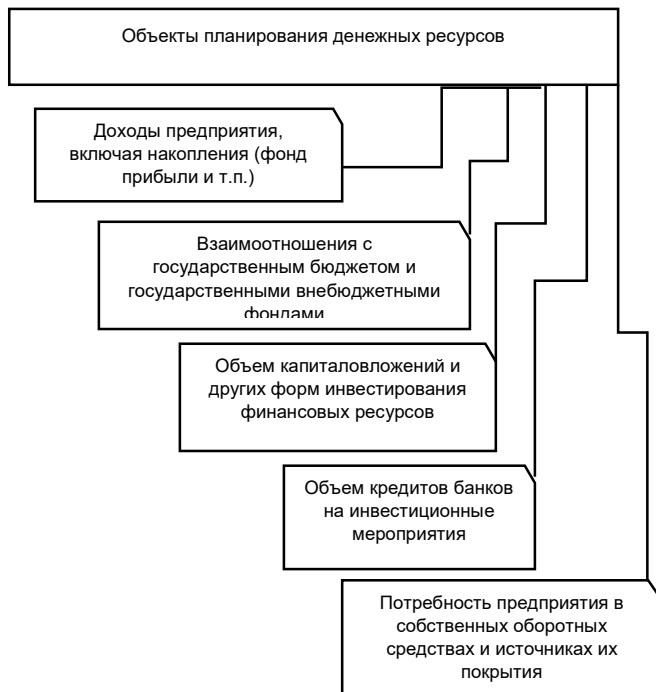 Объекты планирования денежных ресурсов
Доходы предприятия,
включая накопления (фонд
прибыли и т.п.)
Взаимоотношения с
государственным бюджетом и
государственными внебюджетными
фондами
Объем капиталовложений и
других форм инвестирования
финансовых ресурсов
Объем кредитов банков
на инвестиционные
мероприятия
Потребность предприятия в
собственных оборотных
средствах и источниках их
покрытия